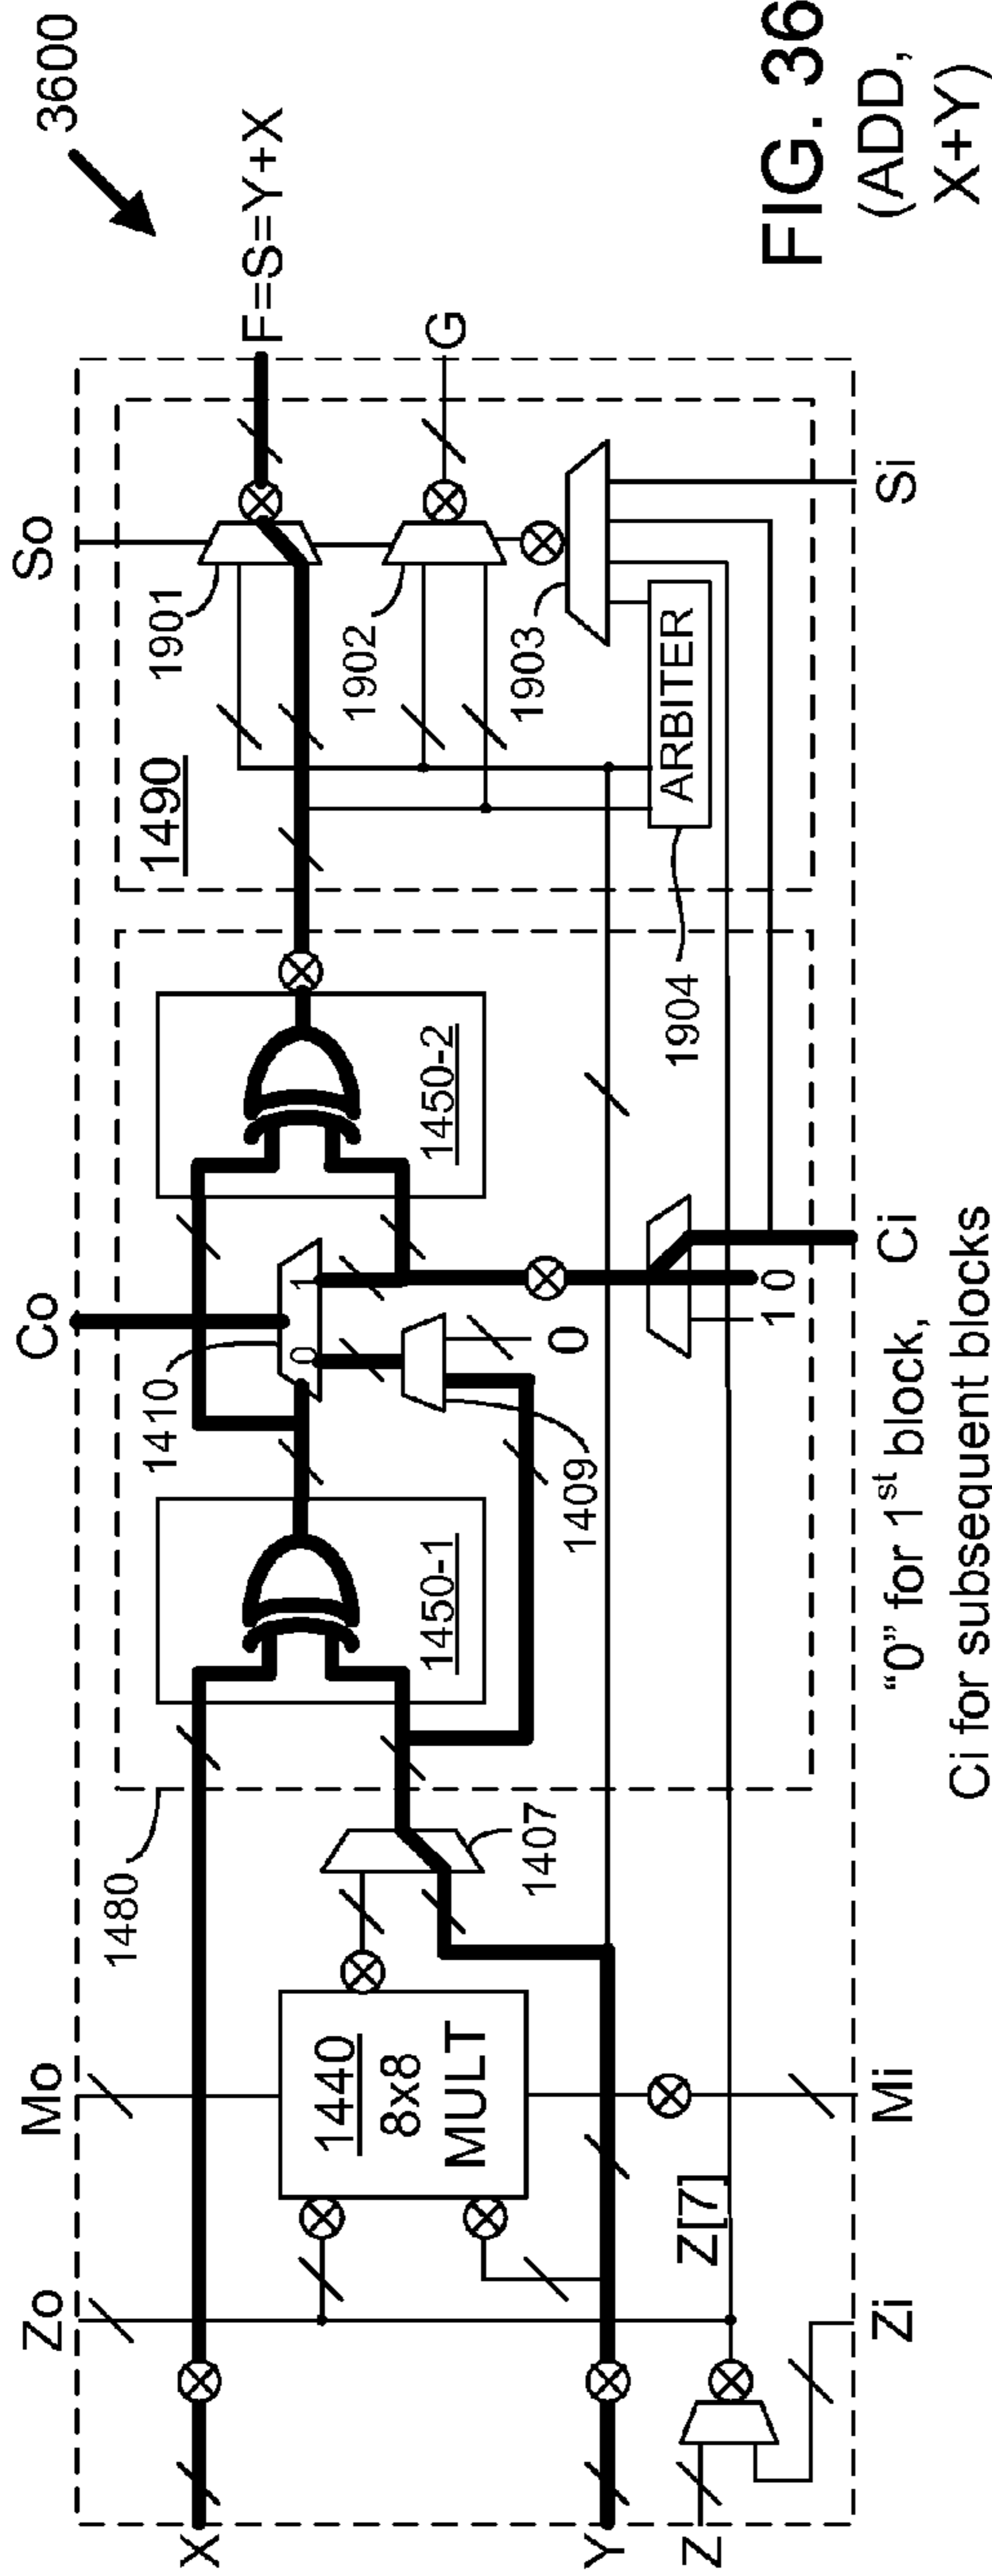 3600
Mo
Zo
Co
So
X
Y
Z
1480
1440
8x8
MULT
1407
1450-1
1410
0
1
1409
0
1450-2
1490
1901
1902
1903
1904
ARBITER
F=S=Y+X
G
Z[7]
1 0
Zi
Mi
Ci
Si
"0" for 1st block,
Ci for subsequent blocks
FIG. 36
(ADD,
X+Y)